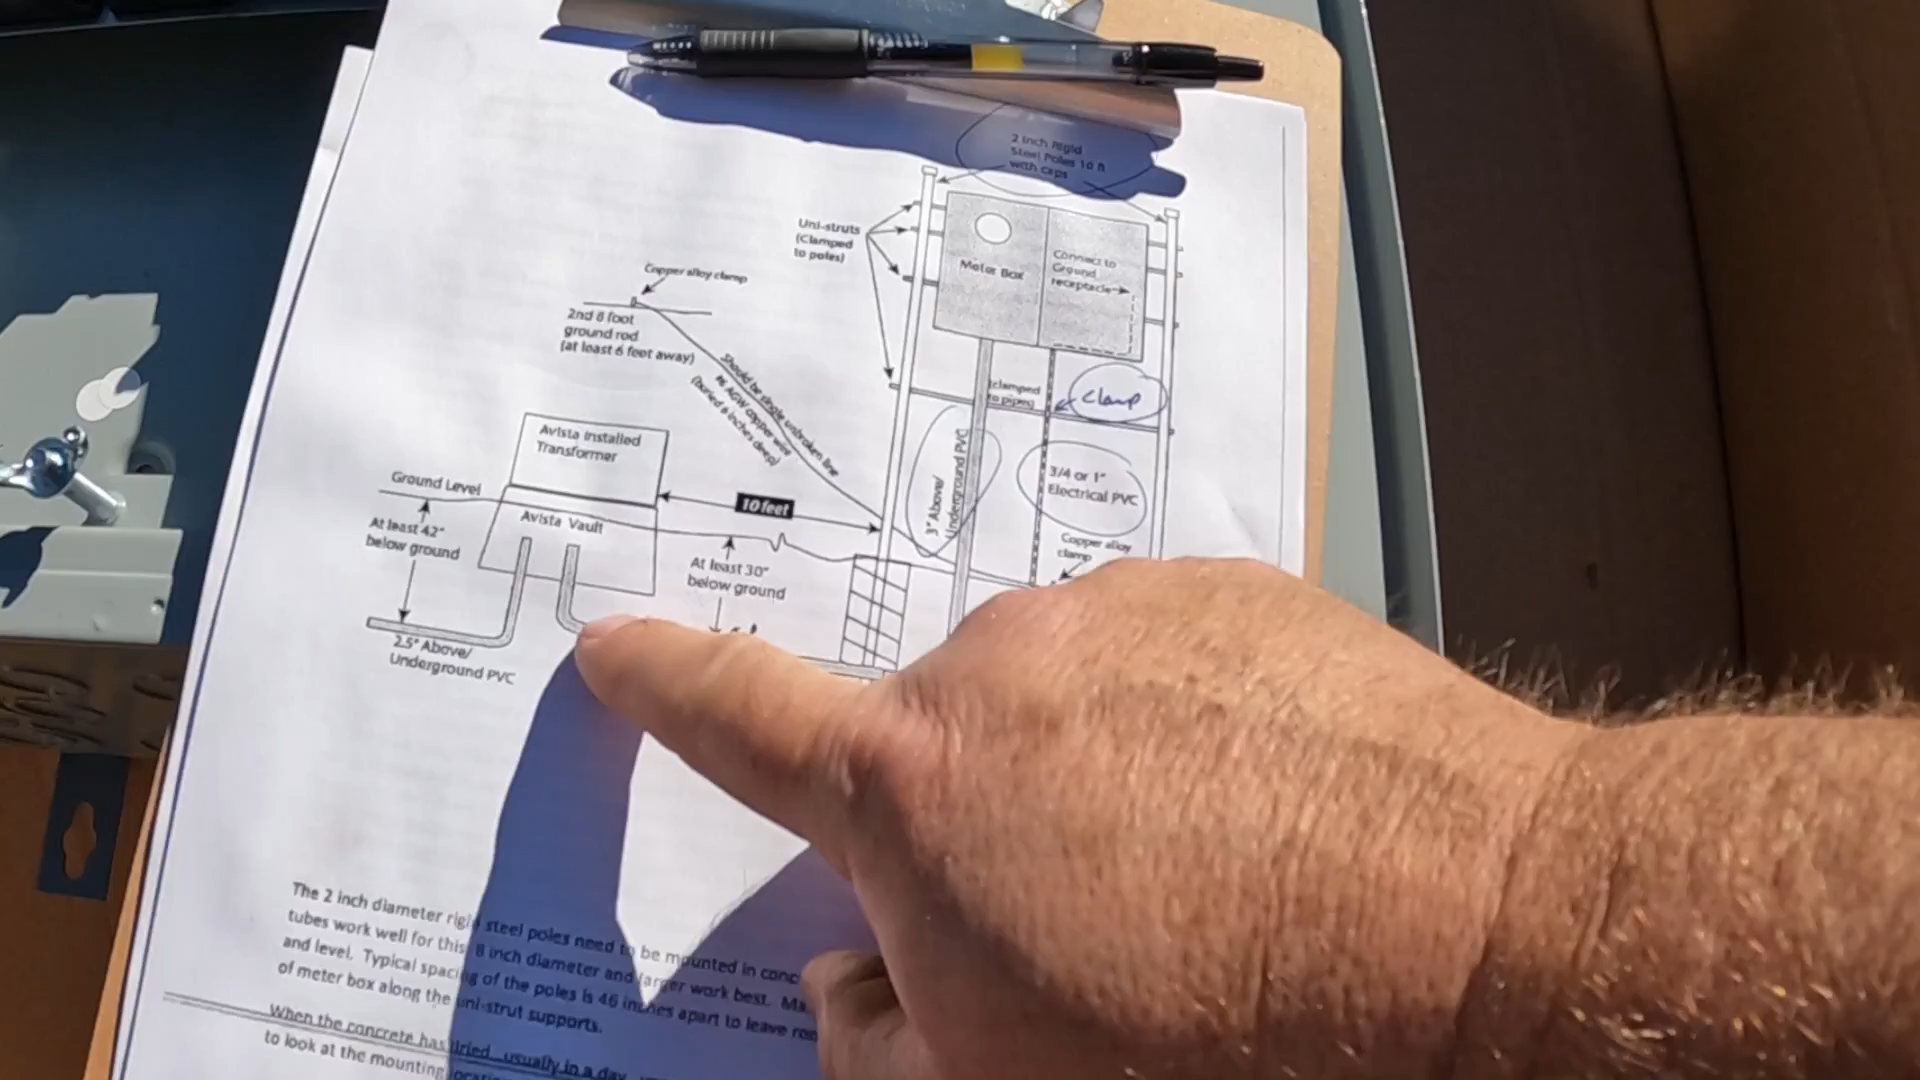 2 Inch Rigid
Steel Poles 10 ft
with caps
Uni-struts
(Clamped
to poles)
Copper alloy clamp
Meter Box
Connect to
Ground
receptacle
2nd 8 foot
ground rod
(at least 6 feet away)
Should be single unbroken line
#6 AGW copper wire
(buried 6 inches deep)
(clamped
to pipes)
Clamp
Avista Installed
Transformer
3" Above/
Underground PVC
3/4 or 1"
Electrical PVC
Ground Level
10 feet
Avista Vault
At least 42"
below ground
Copper alloy
clamp
At least 30"
below ground
2.5" Above/
Underground PVC
The 2 inch diameter rigid steel poles need to be mounted in conc
tubes work well for this 8 inch diameter and larger work best. Ma
and level. Typical spacing of the poles is 46 inches apart to leave roo
of meter box along the uni-strut supports.
When the concrete has dried usually in a day
to look at the mounting